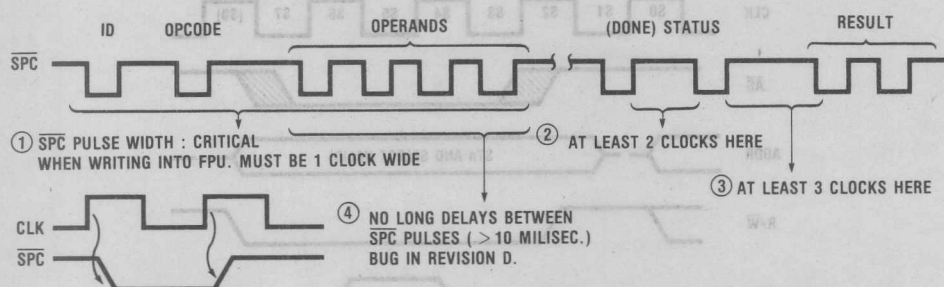 ID OPCODE OPERANDS (DONE) STATUS RESULT
SPC
① SPC PULSE WIDTH : CRITICAL
WHEN WRITING INTO FPU. MUST BE 1 CLOCK WIDE
② AT LEAST 2 CLOCKS HERE
③ AT LEAST 3 CLOCKS HERE
④ NO LONG DELAYS BETWEEN
SPC PULSES ( >10 MILISEC.)
BUG IN REVISION D.
CLK
SPC